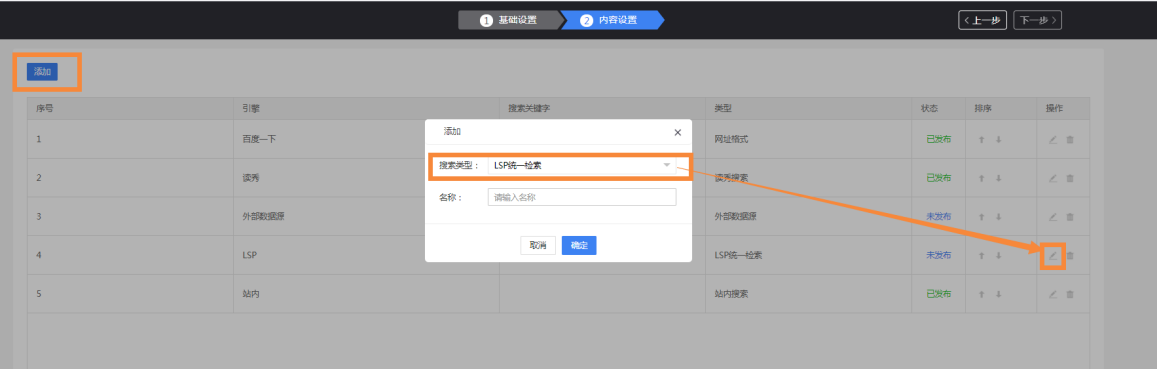 1 基础设置 2 内容设置 < 上一步 下一步 >
添加
序号 引擎 搜索关键字 类型 状态 排序 操作
1 百度一下 网址格式 已发布
2 读秀 读秀搜索 已发布
3 外部数据源 外部数据源 未发布
4 LSP LSP统一检索 未发布
5 站内 站内搜索 已发布
添加 ×
搜索类型： LSP统一检索
名称： 请输入名称
取消 确定